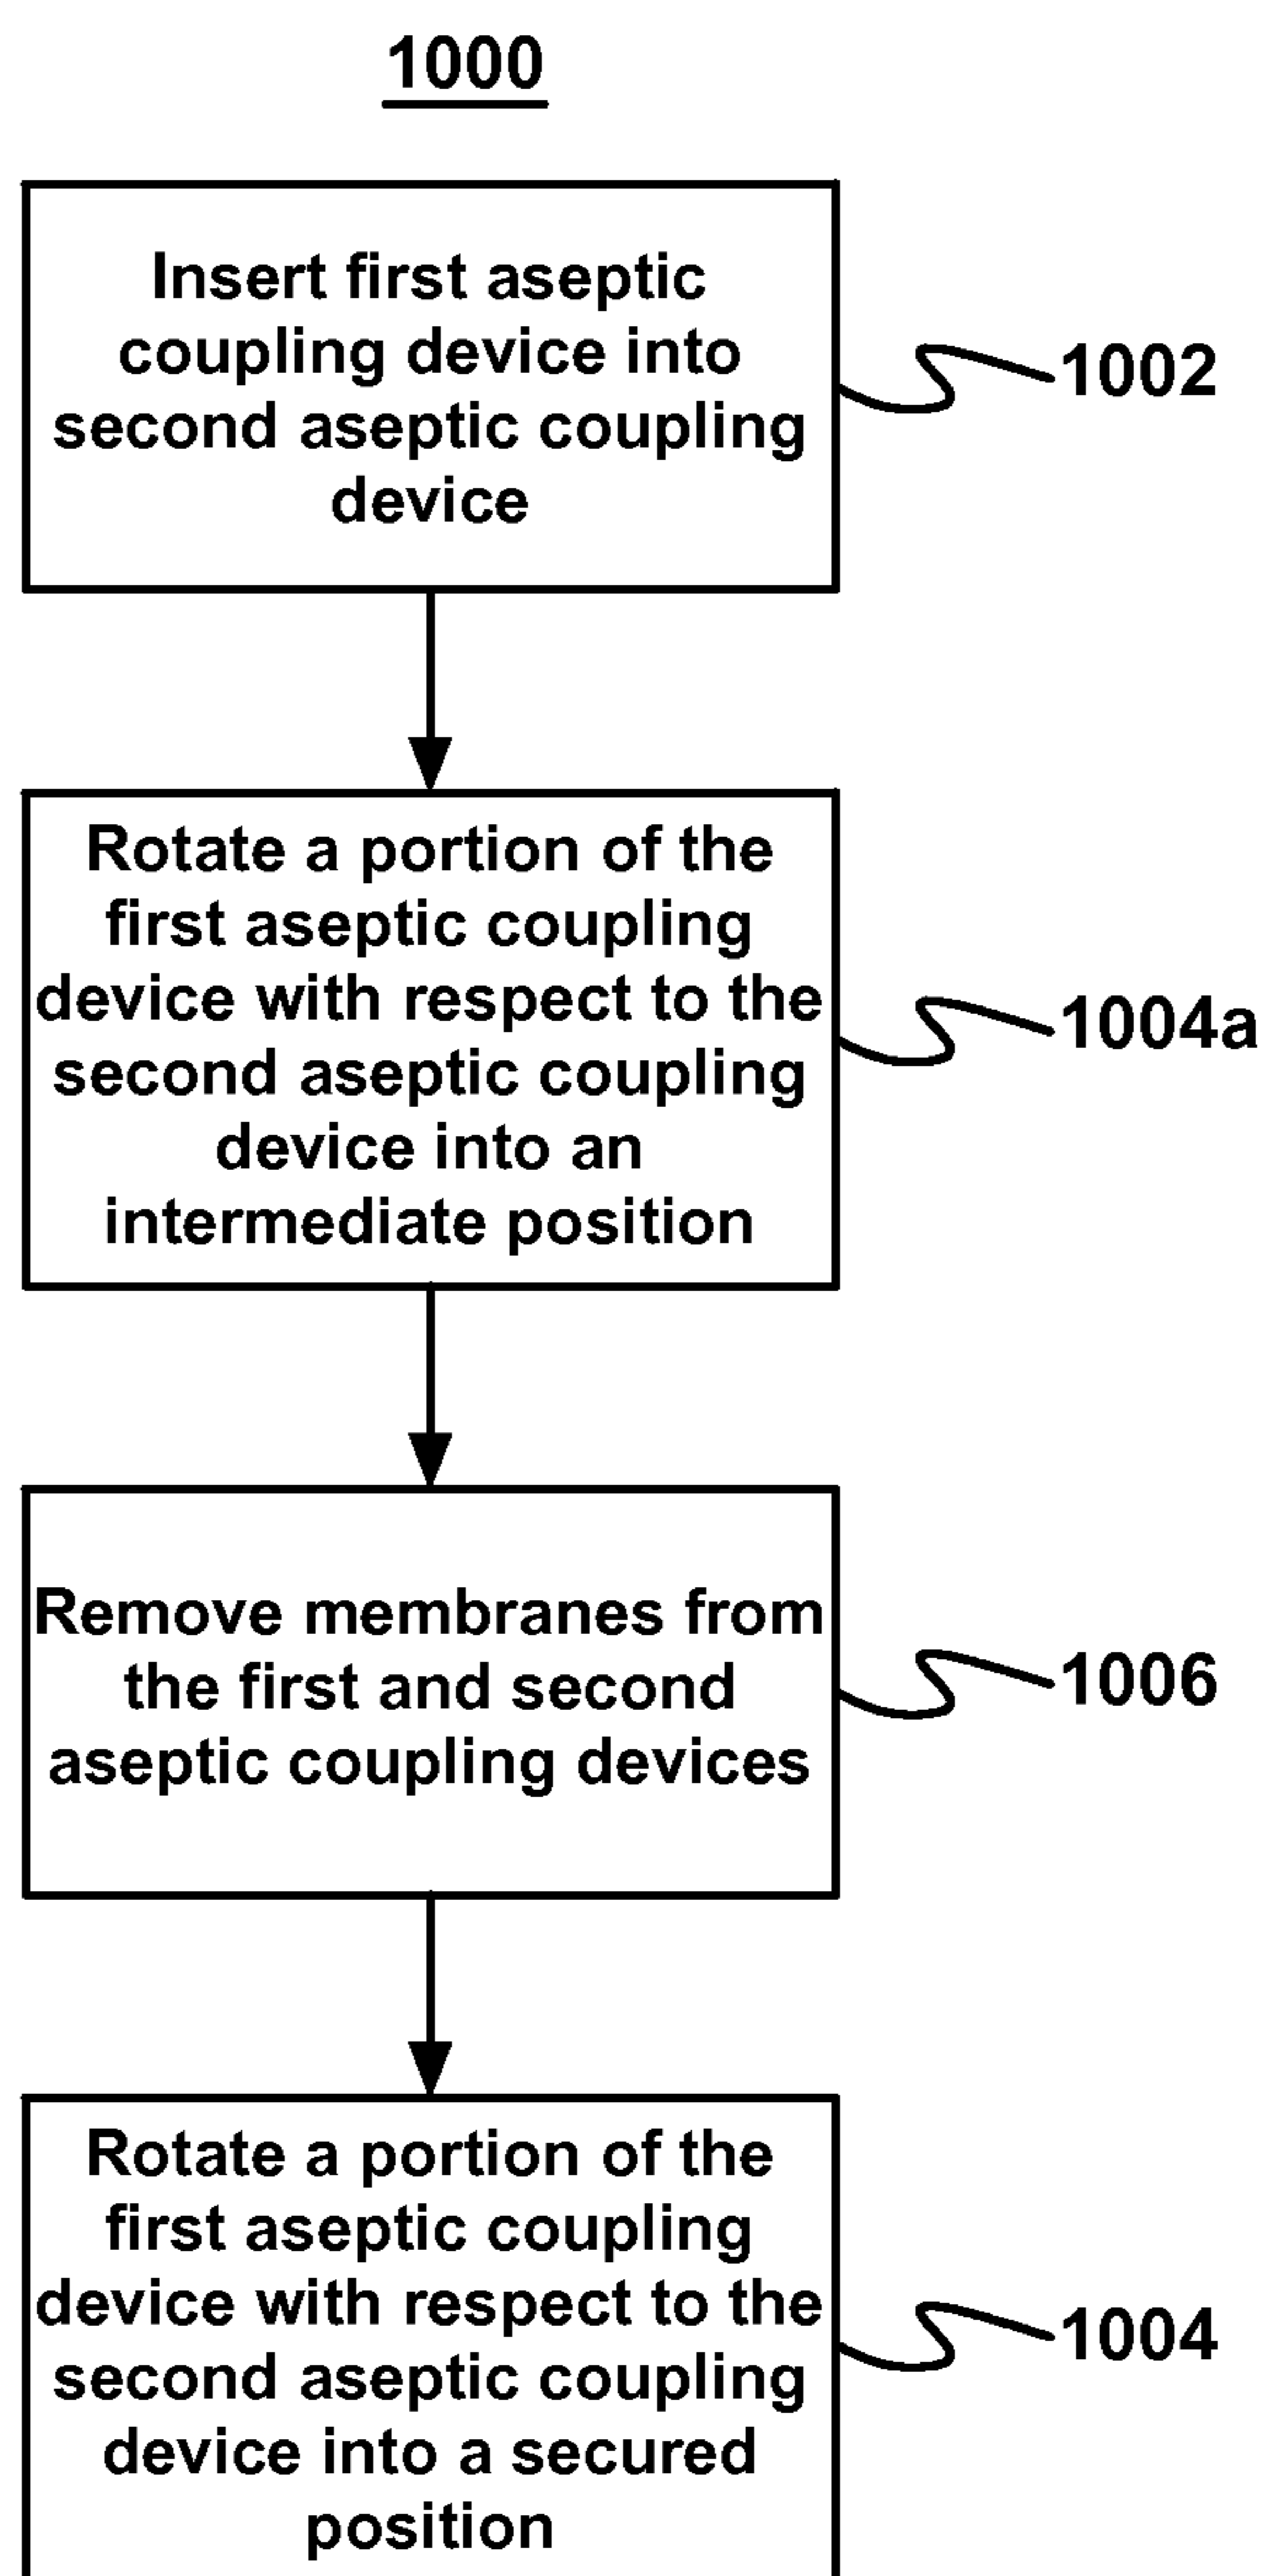 1000
Insert first aseptic
coupling device into
second aseptic coupling
device
1002
Rotate a portion of the
first aseptic coupling
device with respect to the
second aseptic coupling
device into an
intermediate position
1004a
Remove membranes from
the first and second
aseptic coupling devices
1006
Rotate a portion of the
first aseptic coupling
device with respect to the
second aseptic coupling
device into a secured
position
1004